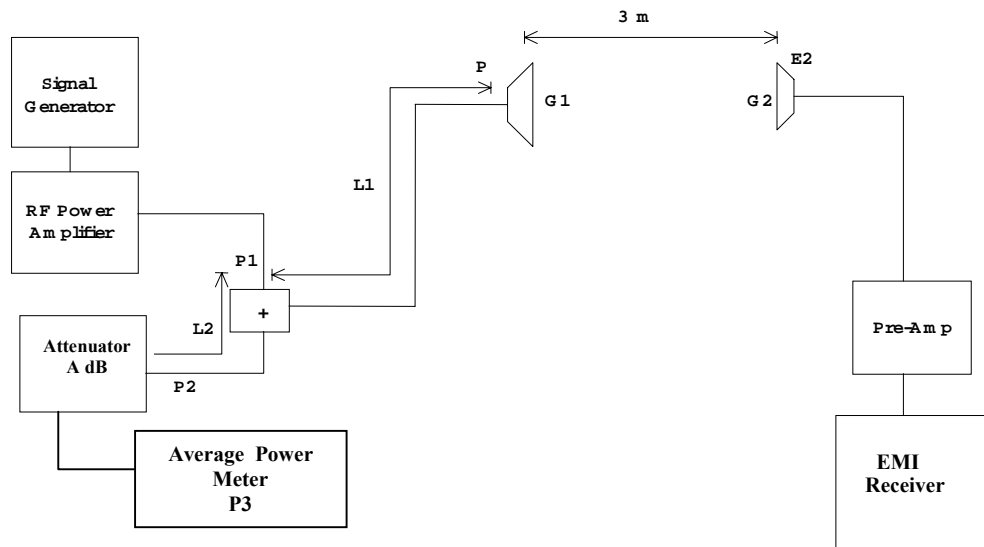 3 m
Signal
Generator
P
E2
G1
G2
L1
RF Power
Amplifier
P1
+
L2
Attenuator
A dB
P2
Pre-Amp
Average Power
Meter
P3
EMI
Receiver